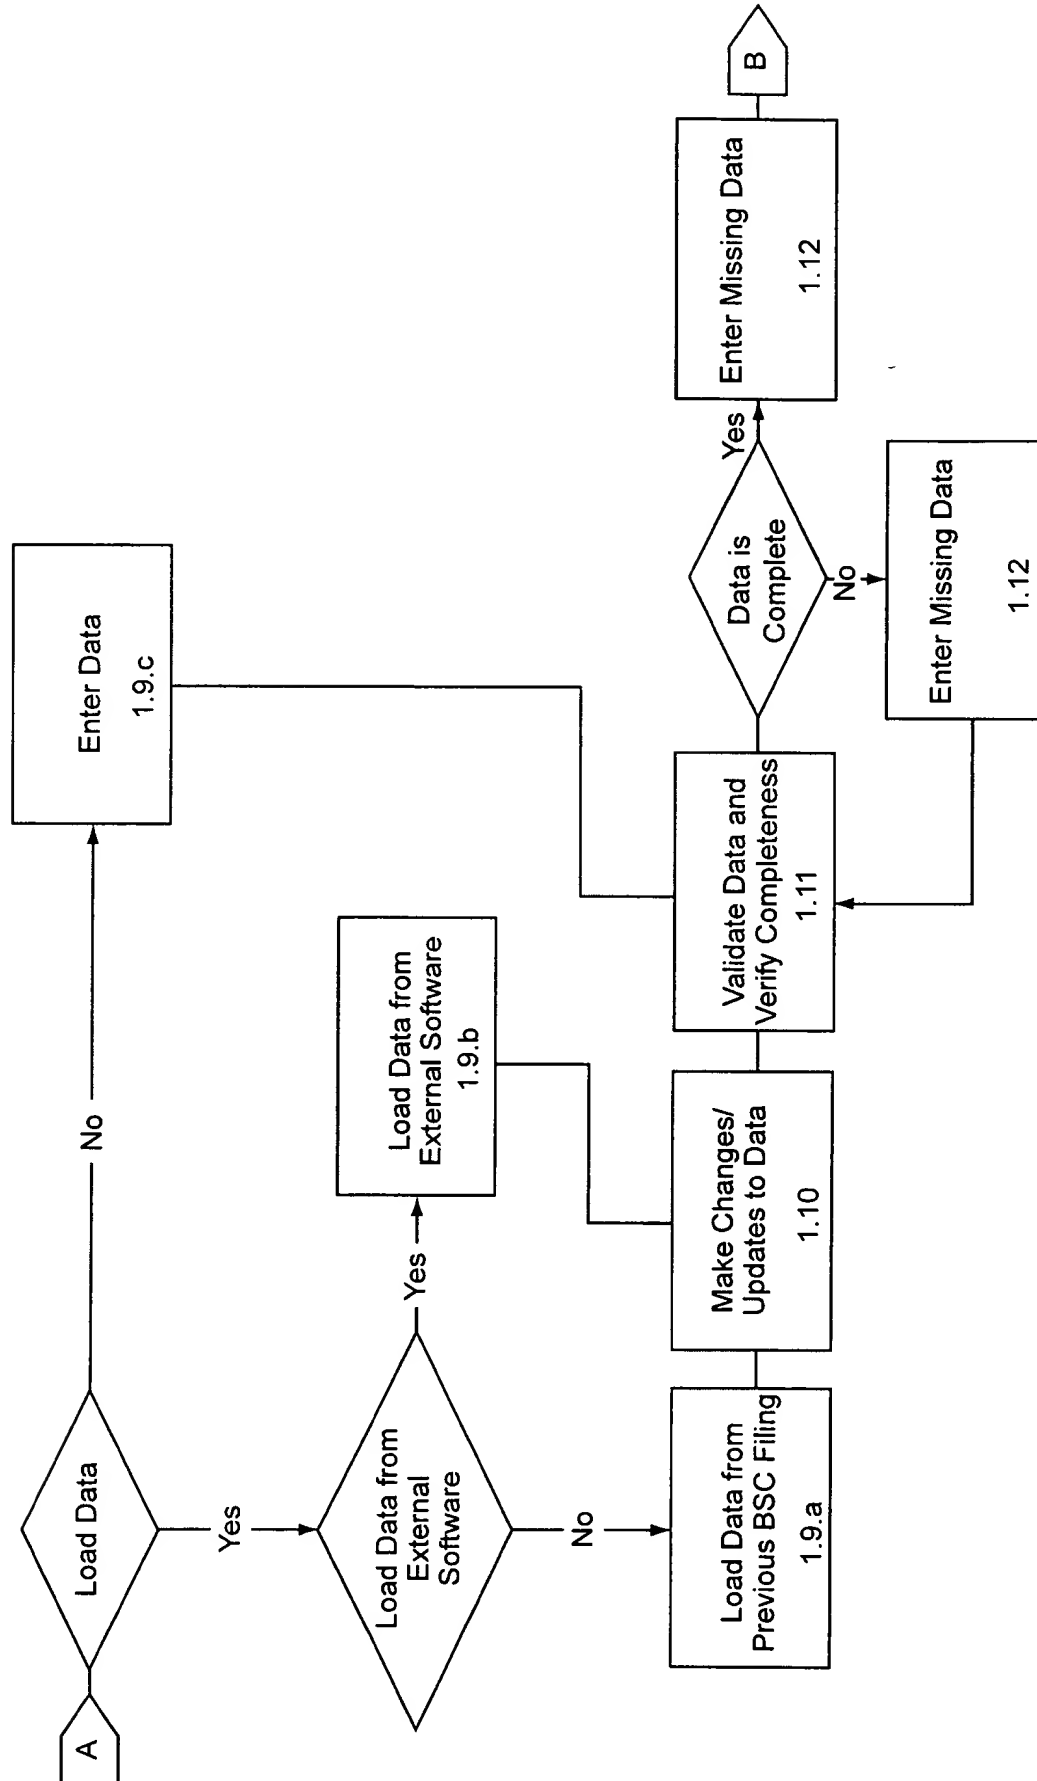 A
Load Data
No
Enter Data
1.9.c
Yes
Load Data from
External
Software
Yes
Load Data from
External Software
1.9.b
No
Load Data from
Previous BSC Filing
1.9.a
Make Changes/
Updates to Data
1.10
Validate Data and
Verify Completeness
1.11
Data is
Complete
Yes
Enter Missing Data
1.12
B
No
Enter Missing Data
1.12